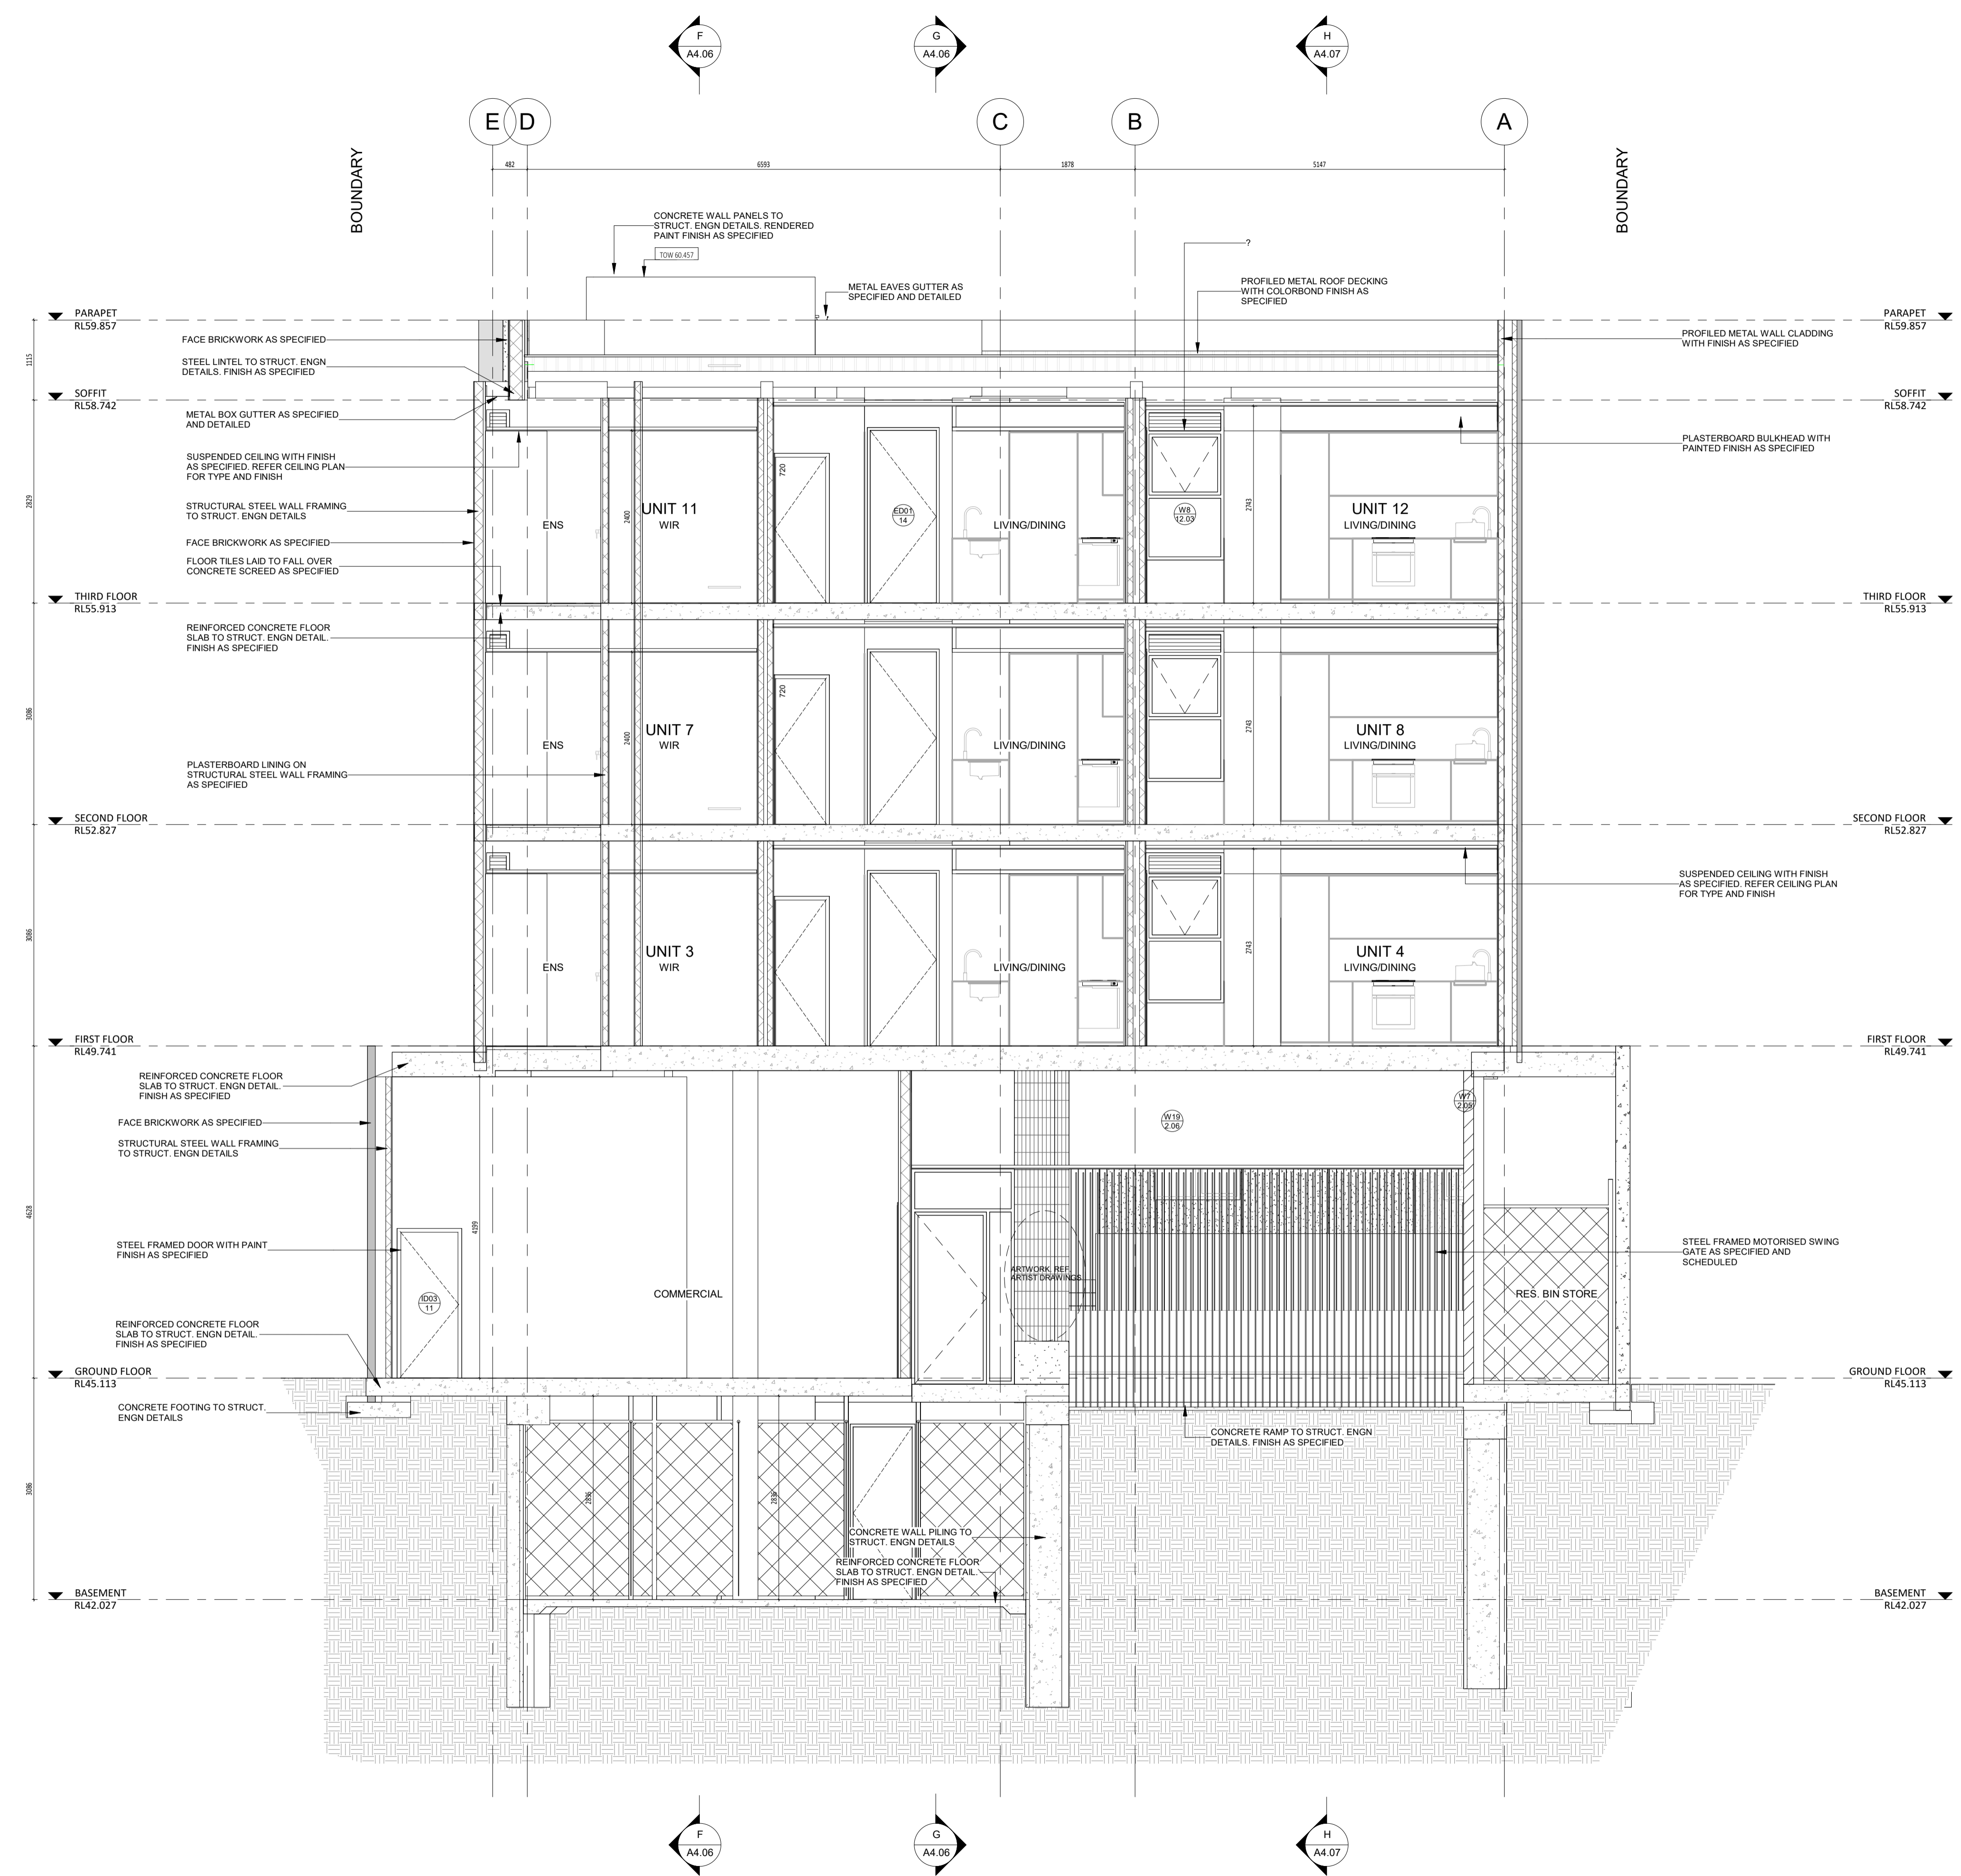 F
A4.06
G
A4.06
H
A4.07
E
D
C
B
A
BOUNDARY
BOUNDARY
482
6593
1878
5147
CONCRETE WALL PANELS TO
STRUCT. ENGN DETAILS. RENDERED
PAINT FINISH AS SPECIFIED
TOW 60.457
?
METAL EAVES GUTTER AS
SPECIFIED AND DETAILED
PROFILED METAL ROOF DECKING
WITH COLORBOND FINISH AS
SPECIFIED
PARAPET
RL59.857
PARAPET
RL59.857
FACE BRICKWORK AS SPECIFIED
PROFILED METAL WALL CLADDING
WITH FINISH AS SPECIFIED
1115
STEEL LINTEL TO STRUCT. ENGN
DETAILS. FINISH AS SPECIFIED
SOFFIT
RL58.742
SOFFIT
RL58.742
METAL BOX GUTTER AS SPECIFIED
AND DETAILED
PLASTERBOARD BULKHEAD WITH
PAINTED FINISH AS SPECIFIED
SUSPENDED CEILING WITH FINISH
AS SPECIFIED. REFER CEILING PLAN
FOR TYPE AND FINISH
2829
STRUCTURAL STEEL WALL FRAMING
TO STRUCT. ENGN DETAILS
FACE BRICKWORK AS SPECIFIED
FLOOR TILES LAID TO FALL OVER
CONCRETE SCREED AS SPECIFIED
ENS
2400
UNIT 11
WIR
720
ED01
14
LIVING/DINING
W8
12.03
2743
UNIT 12
LIVING/DINING
THIRD FLOOR
RL55.913
THIRD FLOOR
RL55.913
REINFORCED CONCRETE FLOOR
SLAB TO STRUCT. ENGN DETAIL.
FINISH AS SPECIFIED
3086
ENS
2400
UNIT 7
WIR
720
LIVING/DINING
2743
UNIT 8
LIVING/DINING
PLASTERBOARD LINING ON
STRUCTURAL STEEL WALL FRAMING
AS SPECIFIED
SECOND FLOOR
RL52.827
SECOND FLOOR
RL52.827
SUSPENDED CEILING WITH FINISH
AS SPECIFIED. REFER CEILING PLAN
FOR TYPE AND FINISH
3086
ENS
UNIT 3
WIR
LIVING/DINING
2743
UNIT 4
LIVING/DINING
FIRST FLOOR
RL49.741
FIRST FLOOR
RL49.741
REINFORCED CONCRETE FLOOR
SLAB TO STRUCT. ENGN DETAIL.
FINISH AS SPECIFIED
FACE BRICKWORK AS SPECIFIED
STRUCTURAL STEEL WALL FRAMING
TO STRUCT. ENGN DETAILS
W19
2.06
W7
2.05
4628
4199
STEEL FRAMED DOOR WITH PAINT
FINISH AS SPECIFIED
STEEL FRAMED MOTORISED SWING
GATE AS SPECIFIED AND
SCHEDULED
ARTWORK. REF.
ARTIST DRAWINGS
ID03
11
COMMERCIAL
RES. BIN STORE
REINFORCED CONCRETE FLOOR
SLAB TO STRUCT. ENGN DETAIL.
FINISH AS SPECIFIED
GROUND FLOOR
RL45.113
GROUND FLOOR
RL45.113
CONCRETE FOOTING TO STRUCT.
ENGN DETAILS
CONCRETE RAMP TO STRUCT. ENGN
DETAILS. FINISH AS SPECIFIED
3086
2836
2836
CONCRETE WALL PILING TO
STRUCT. ENGN DETAILS
REINFORCED CONCRETE FLOOR
SLAB TO STRUCT. ENGN DETAIL.
FINISH AS SPECIFIED
BASEMENT
RL42.027
BASEMENT
RL42.027
F
A4.06
G
A4.06
H
A4.07